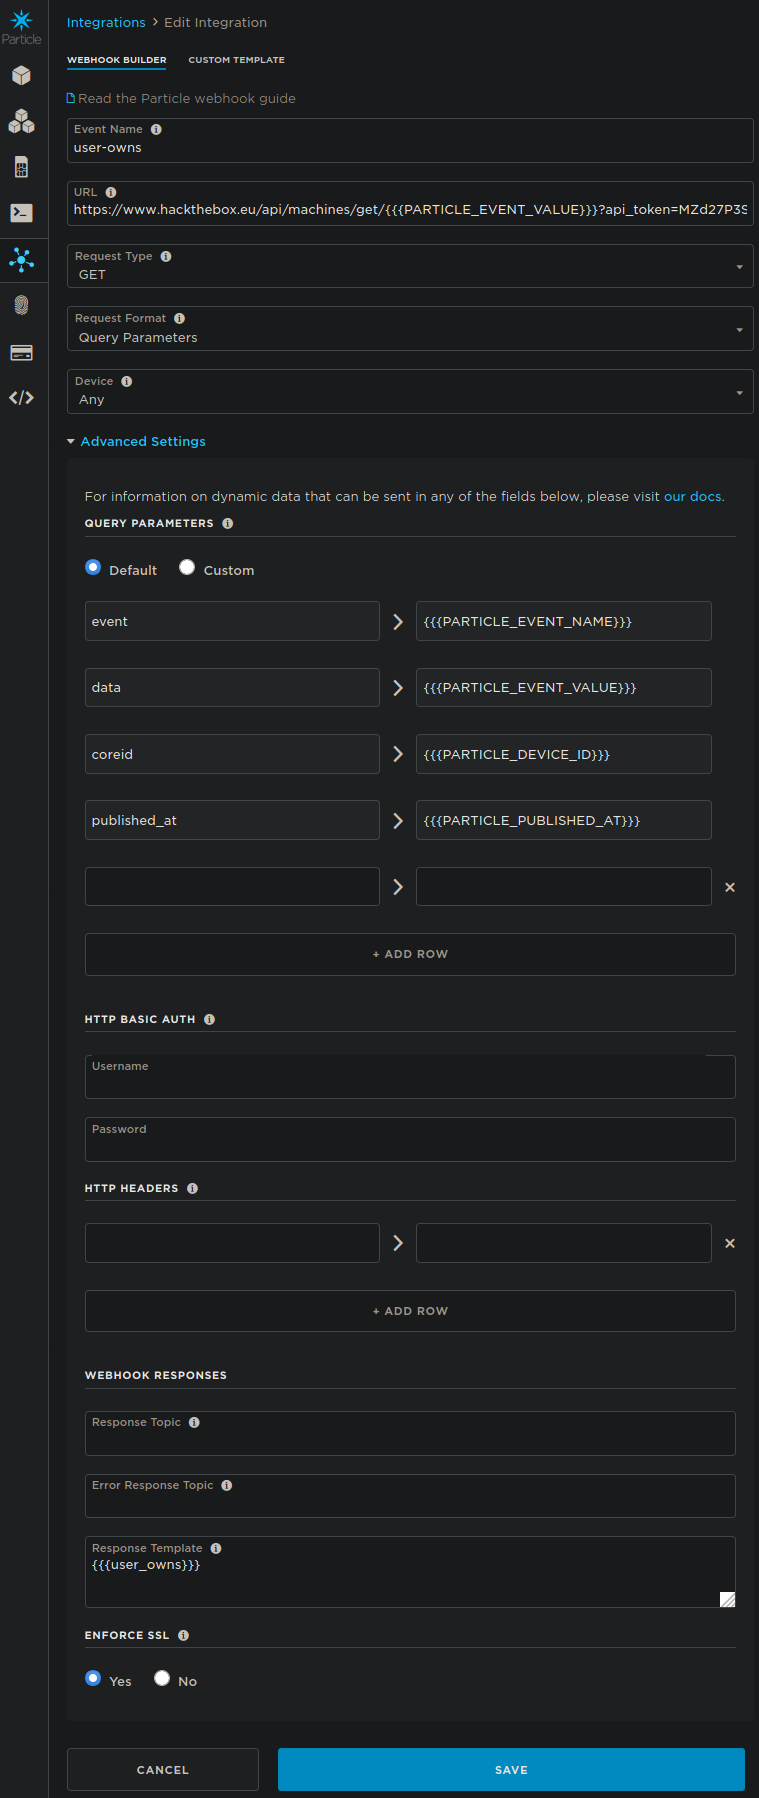 Particle
Integrations > Edit Integration
WEBHOOK BUILDER CUSTOM TEMPLATE
Read the Particle webhook guide
Event Name
user-owns
URL
https://www.hackthebox.eu/api/machines/get/{{{PARTICLE_EVENT_VALUE}}}?api_token=MZd27P3S
Request Type
GET
Request Format
Query Parameters
Device
Any
Advanced Settings
For information on dynamic data that can be sent in any of the fields below, please visit our docs.
QUERY PARAMETERS
Default Custom
event > {{{PARTICLE_EVENT_NAME}}}
data > {{{PARTICLE_EVENT_VALUE}}}
coreid > {{{PARTICLE_DEVICE_ID}}}
published_at > {{{PARTICLE_PUBLISHED_AT}}}
+ ADD ROW
HTTP BASIC AUTH
Username
Password
HTTP HEADERS
+ ADD ROW
WEBHOOK RESPONSES
Response Topic
Error Response Topic
Response Template
{{{user_owns}}}
ENFORCE SSL
Yes No
CANCEL SAVE